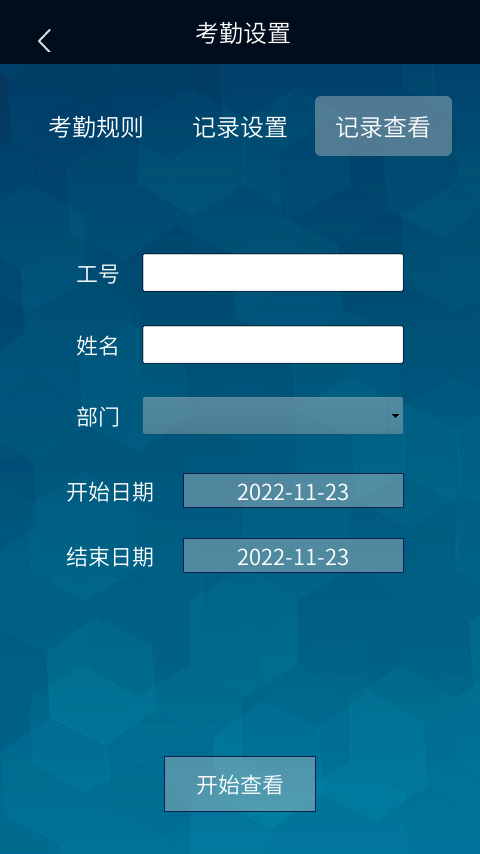 考勤设置
考勤规则 记录设置 记录查看
工号
姓名
部门
开始日期 2022-11-23
结束日期 2022-11-23
开始查看